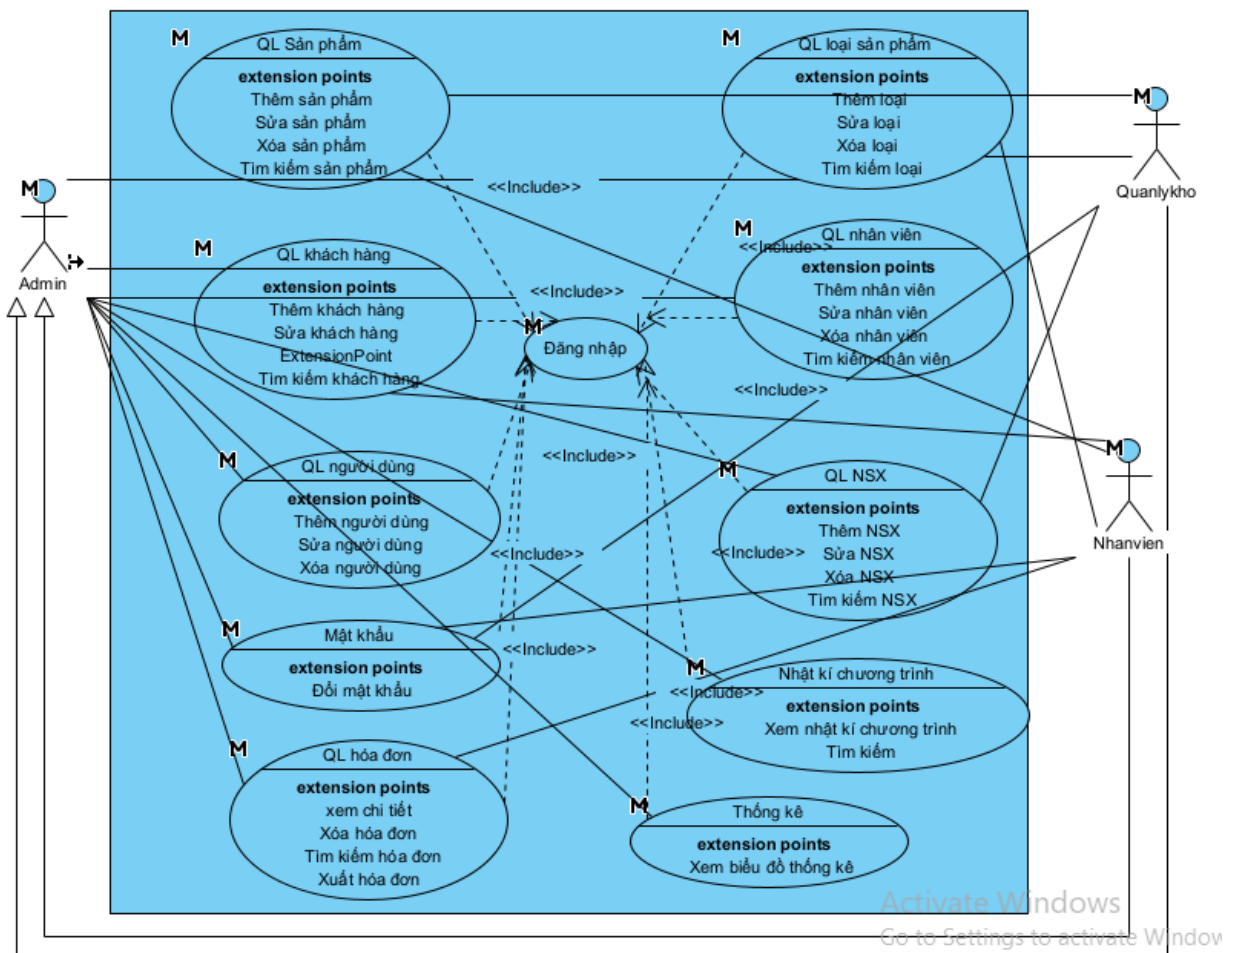 M
QL Sản phẩm
extension points
Thêm sản phẩm
Sửa sản phẩm
Xóa sản phẩm
Tìm kiếm sản phẩm
M
QL loại sản phẩm
extension points
Thêm loại
Sửa loại
Xóa loại
Tìm kiếm loại
M
Quanlykho
M
Admin
<<Include>>
M
QL khách hàng
extension points
Thêm khách hàng
Sửa khách hàng
ExtensionPoint
Tìm kiếm khách hàng
M
<<Include>>
QL nhân viên
extension points
Thêm nhân viên
Sửa nhân viên
Xóa nhân viên
Tìm kiếm nhân viên
<<Include>>
M
Đăng nhập
<<Include>>
M
Nhanvien
<<Include>>
M
QL người dùng
extension points
Thêm người dùng
Sửa người dùng
Xóa người dùng
M
QL NSX
extension points
Thêm NSX
Sửa NSX
Xóa NSX
Tìm kiếm NSX
<<Include>>
<<Include>>
M
Mật khẩu
extension points
Đổi mật khẩu
<<Include>>
M
Nhật kí chương trình
extension points
Xem nhật kí chương trình
Tìm kiếm
<<Include>>
<<Include>>
M
QL hóa đơn
extension points
xem chi tiết
Xóa hóa đơn
Tìm kiếm hóa đơn
Xuất hóa đơn
M
Thống kê
extension points
Xem biểu đồ thống kê
Activate Windows
Go to Settings to activate Window